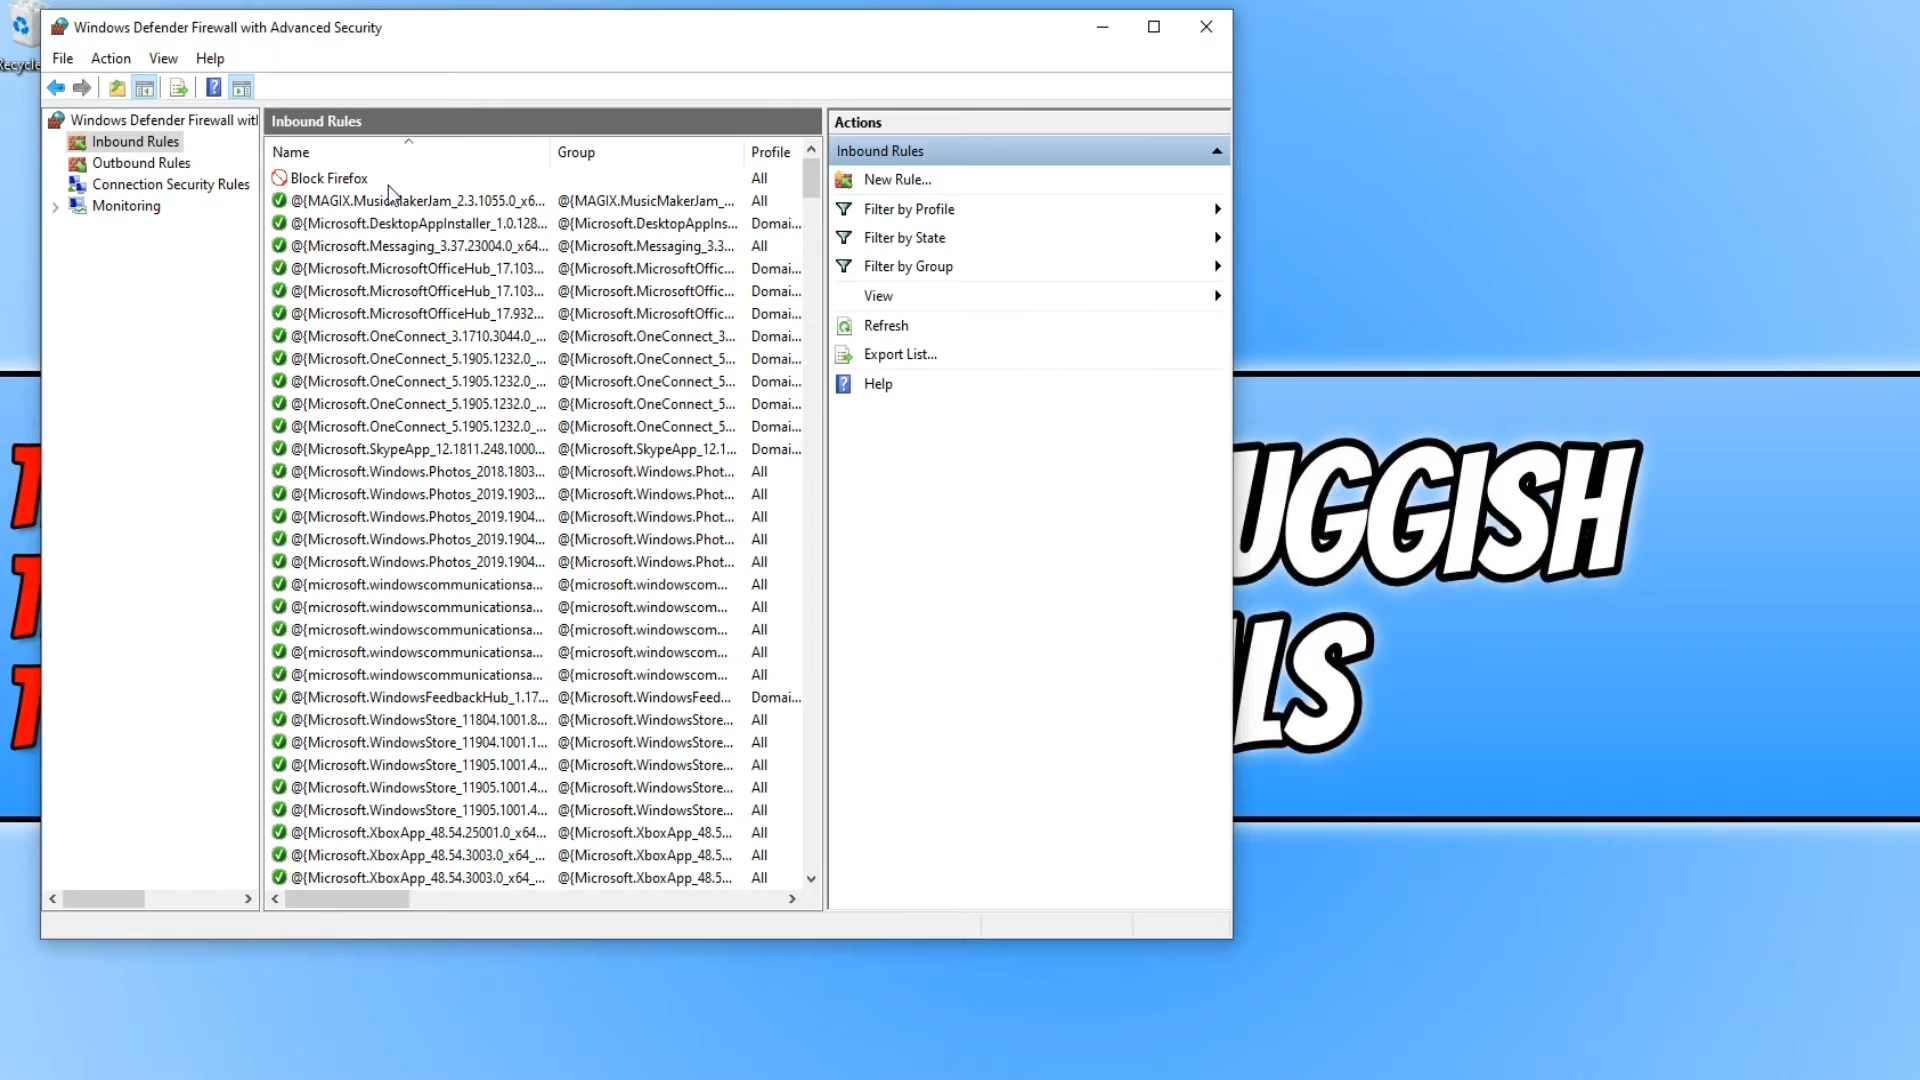 Windows Defender Firewall with Advanced Security
File Action View Help
Windows Defender Firewall wit
Inbound Rules
Outbound Rules
Connection Security Rules
Monitoring
Inbound Rules
Name Group Profile
Block Firefox All
@{MAGIX.MusicMakerJam_2.3.1055.0_x6... @{MAGIX.MusicMakerJam_... All
@{Microsoft.DesktopAppInstaller_1.0.128... @{Microsoft.DesktopAppIns... Domai...
@{Microsoft.Messaging_3.37.23004.0_x64... @{Microsoft.Messaging_3.3... All
@{Microsoft.MicrosoftOfficeHub_17.103... @{Microsoft.MicrosoftOffic... Domai...
@{Microsoft.MicrosoftOfficeHub_17.103... @{Microsoft.MicrosoftOffic... Domai...
@{Microsoft.MicrosoftOfficeHub_17.932... @{Microsoft.MicrosoftOffic... Domai...
@{Microsoft.OneConnect_3.1710.3044.0_... @{Microsoft.OneConnect_3... Domai...
@{Microsoft.OneConnect_5.1905.1232.0_... @{Microsoft.OneConnect_5... Domai...
@{Microsoft.OneConnect_5.1905.1232.0_... @{Microsoft.OneConnect_5... Domai...
@{Microsoft.OneConnect_5.1905.1232.0_... @{Microsoft.OneConnect_5... Domai...
@{Microsoft.OneConnect_5.1905.1232.0_... @{Microsoft.OneConnect_5... Domai...
@{Microsoft.SkypeApp_12.1811.248.1000... @{Microsoft.SkypeApp_12.1... Domai...
@{Microsoft.Windows.Photos_2018.1803... @{Microsoft.Windows.Phot... All
@{Microsoft.Windows.Photos_2019.1903... @{Microsoft.Windows.Phot... All
@{Microsoft.Windows.Photos_2019.1904... @{Microsoft.Windows.Phot... All
@{Microsoft.Windows.Photos_2019.1904... @{Microsoft.Windows.Phot... All
@{Microsoft.Windows.Photos_2019.1904... @{Microsoft.Windows.Phot... All
@{microsoft.windowscommunicationsa... @{microsoft.windowscom... All
@{microsoft.windowscommunicationsa... @{microsoft.windowscom... All
@{microsoft.windowscommunicationsa... @{microsoft.windowscom... All
@{microsoft.windowscommunicationsa... @{microsoft.windowscom... All
@{microsoft.windowscommunicationsa... @{microsoft.windowscom... All
@{Microsoft.WindowsFeedbackHub_1.17... @{Microsoft.WindowsFeed... Domai...
@{Microsoft.WindowsStore_11804.1001.8... @{Microsoft.WindowsStore... All
@{Microsoft.WindowsStore_11904.1001.1... @{Microsoft.WindowsStore... All
@{Microsoft.WindowsStore_11905.1001.4... @{Microsoft.WindowsStore... All
@{Microsoft.WindowsStore_11905.1001.4... @{Microsoft.WindowsStore... All
@{Microsoft.WindowsStore_11905.1001.4... @{Microsoft.WindowsStore... All
@{Microsoft.XboxApp_48.54.25001.0_x64... @{Microsoft.XboxApp_48.5... All
@{Microsoft.XboxApp_48.54.3003.0_x64_... @{Microsoft.XboxApp_48.5... All
@{Microsoft.XboxApp_48.54.3003.0_x64_... @{Microsoft.XboxApp_48.5... All
Actions
Inbound Rules
New Rule...
Filter by Profile
Filter by State
Filter by Group
View
Refresh
Export List...
Help
Recycle
UGGISH
LS